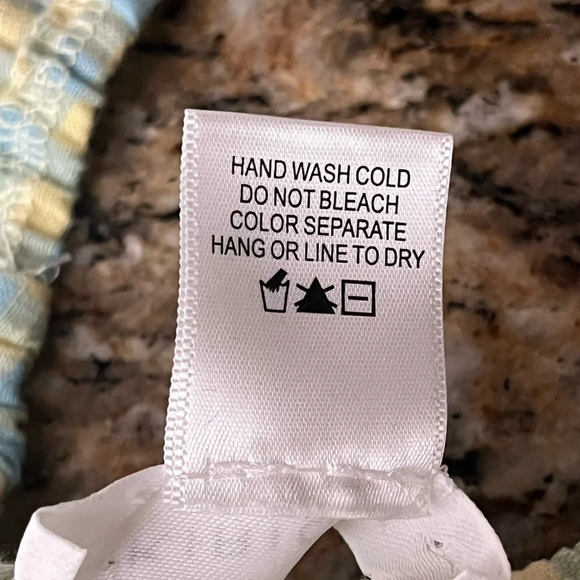 HAND WASH COLD
DO NOT BLEACH
COLOR SEPARATE
HANG OR LINE TO DRY